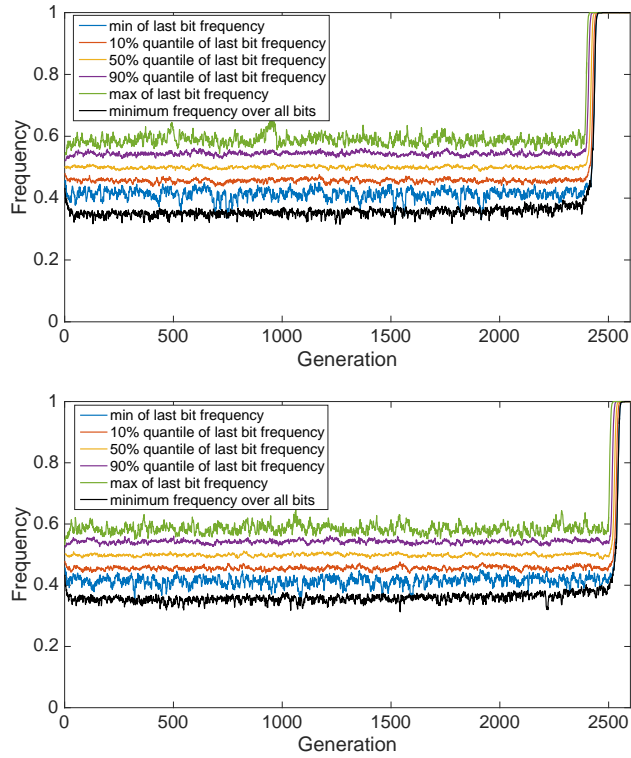 1
0.8
0.6
0.4
0.2
0
Frequency
min of last bit frequency
10% quantile of last bit frequency
50% quantile of last bit frequency
90% quantile of last bit frequency
max of last bit frequency
minimum frequency over all bits
0 500 1000 1500 2000 2500
Generation
1
0.8
0.6
0.4
0.2
0
Frequency
min of last bit frequency
10% quantile of last bit frequency
50% quantile of last bit frequency
90% quantile of last bit frequency
max of last bit frequency
minimum frequency over all bits
0 500 1000 1500 2000 2500
Generation